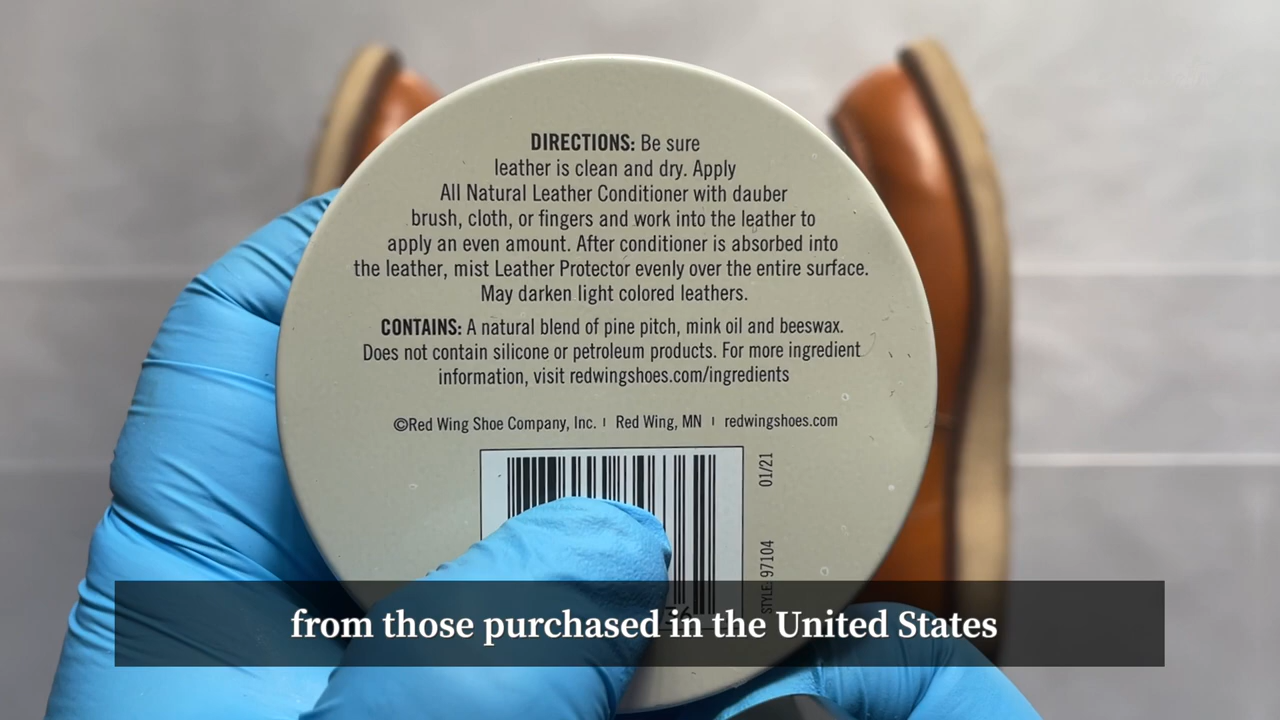 DIRECTIONS: Be sure
leather is clean and dry. Apply
All Natural Leather Conditioner with dauber
brush, cloth, or fingers and work into the leather to
apply an even amount. After conditioner is absorbed into
the leather, mist Leather Protector evenly over the entire surface.
May darken light colored leathers.
CONTAINS: A natural blend of pine pitch, mink oil and beeswax.
Does not contain silicone or petroleum products. For more ingredient
information, visit redwingshoes.com/ingredients
©Red Wing Shoe Company, Inc. | Red Wing, MN | redwingshoes.com
01/21
STYLE: 97104
from those purchased in the United States